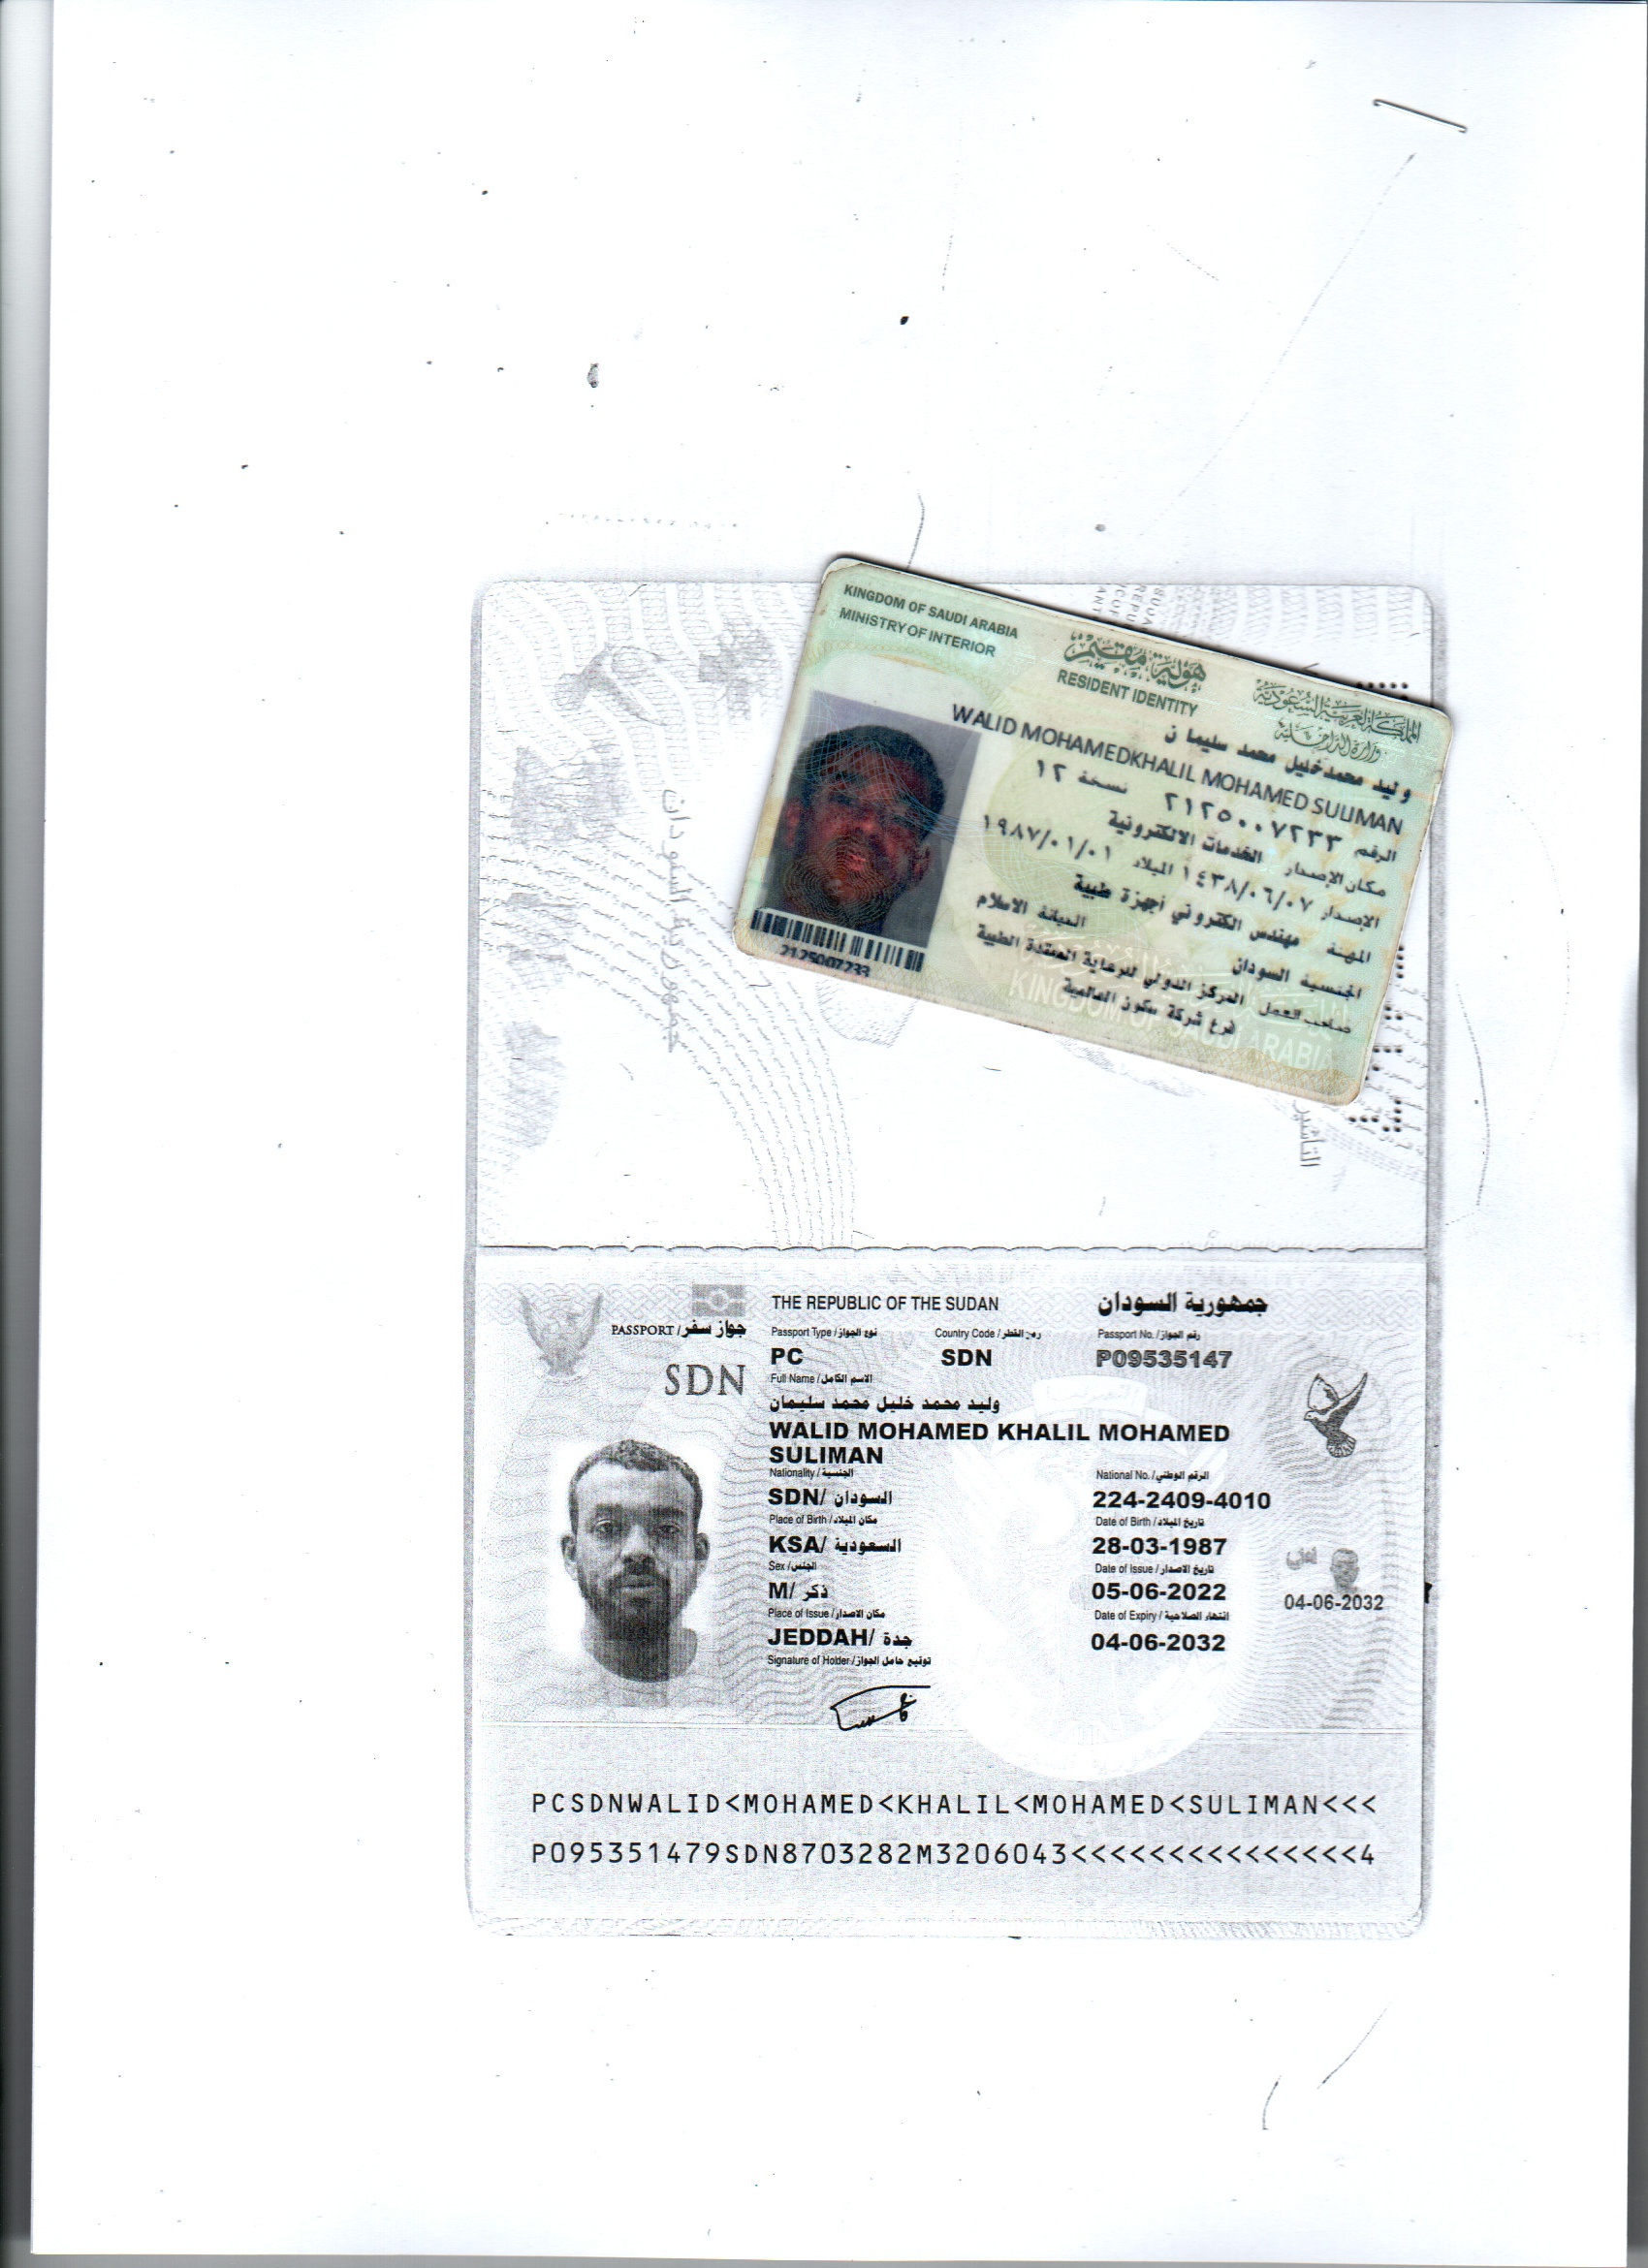 KINGDOM OF SAUDI ARABIA
MINISTRY OF INTERIOR
هوية مقيم
RESIDENT IDENTITY
المملكة العربية السعودية
وزارة الداخلية
وليد محمدخليل محمد سليمان
WALID MOHAMEDKHALIL MOHAMED SULIMAN
الرقم ٢١٢٥٠٠٧٢٣٣ نسخة ١٢
مكان الإصدار الخدمات الالكترونية
الإصدار ١٤٣٨/٠٦/٠٧ الميلاد ١٩٨٧/٠١/٠١
المهنة مهندس الكتروني أجهزة طبية
الجنسية السودان الديانة الاسلام
صاحب العمل المركز الدولي للرعاية الممتدة الطبية
فرع شركة سكون العالمية
KINGDOM OF SAUDI ARABIA
2125007233
جمهورية السودان
THE REPUBLIC OF THE SUDAN جمهورية السودان
PASSPORT / جواز سفر
Passport Type / نوع الجواز Country Code / رمز القطر Passport No. / رقم الجواز
PC SDN P09535147
SDN
Full Name / الاسم الكامل
وليد محمد خليل محمد سليمان
WALID MOHAMED KHALIL MOHAMED
SULIMAN
Nationality / الجنسية National No. / الرقم الوطني
SDN/ السودان 224-2409-4010
Place of Birth / مكان الميلاد Date of Birth / تاريخ الميلاد
KSA/ السعودية 28-03-1987
Sex / الجنس Date of Issue / تاريخ الاصدار
M/ ذكر 05-06-2022
04-06-2032
Place of Issue / مكان الاصدار Date of Expiry / انتهاء الصلاحية
JEDDAH/ جدة 04-06-2032
Signature of Holder / توقيع حامل الجواز
PCSDNWALID<MOHAMED<KHALIL<MOHAMED<SULIMAN<<<
P095351479SDN8703282M3206043<<<<<<<<<<<<<<<4